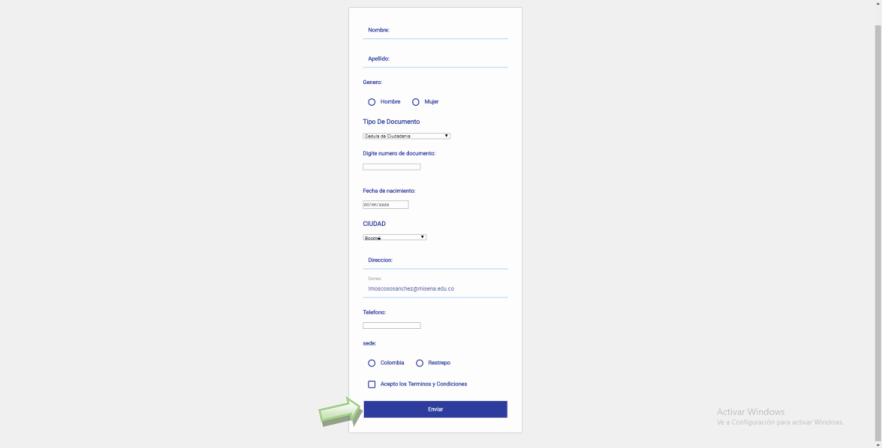 Nombre:
Apellido:
Genero:
Hombre Mujer
Tipo De Documento
Cedula de Ciudadania
Digite numero de documento:
Fecha de nacimiento:
dd/mm/aaaa
CIUDAD
Direccion:
Correo:
lmoscososanchez@misena.edu.co
Telefono:
sede:
Colombia Restrepo
Acepto los Terminos y Condiciones
Enviar
Activar Windows
Ve a Configuración para activar Windows.